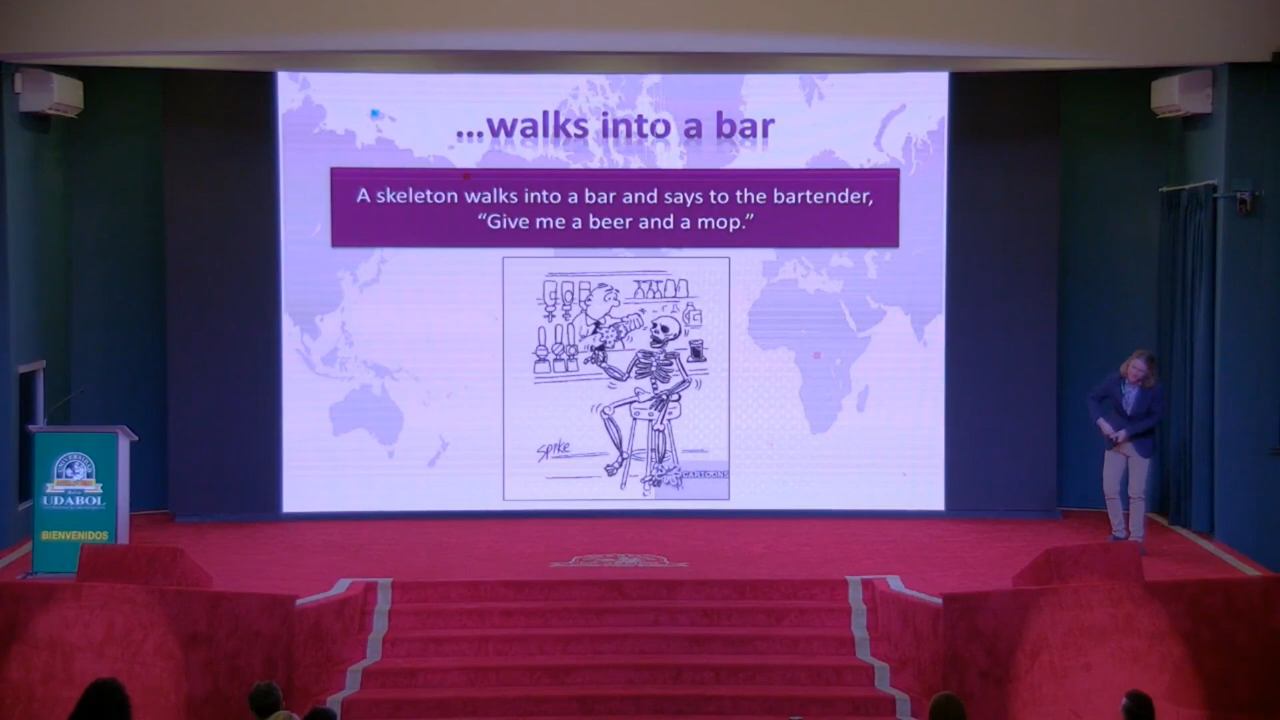 ...walks into a bar
A skeleton walks into a bar and says to the bartender,
“Give me a beer and a mop.”
Spike
CARTOONS
UNIVERSIDAD
UDABOL
BIENVENIDOS